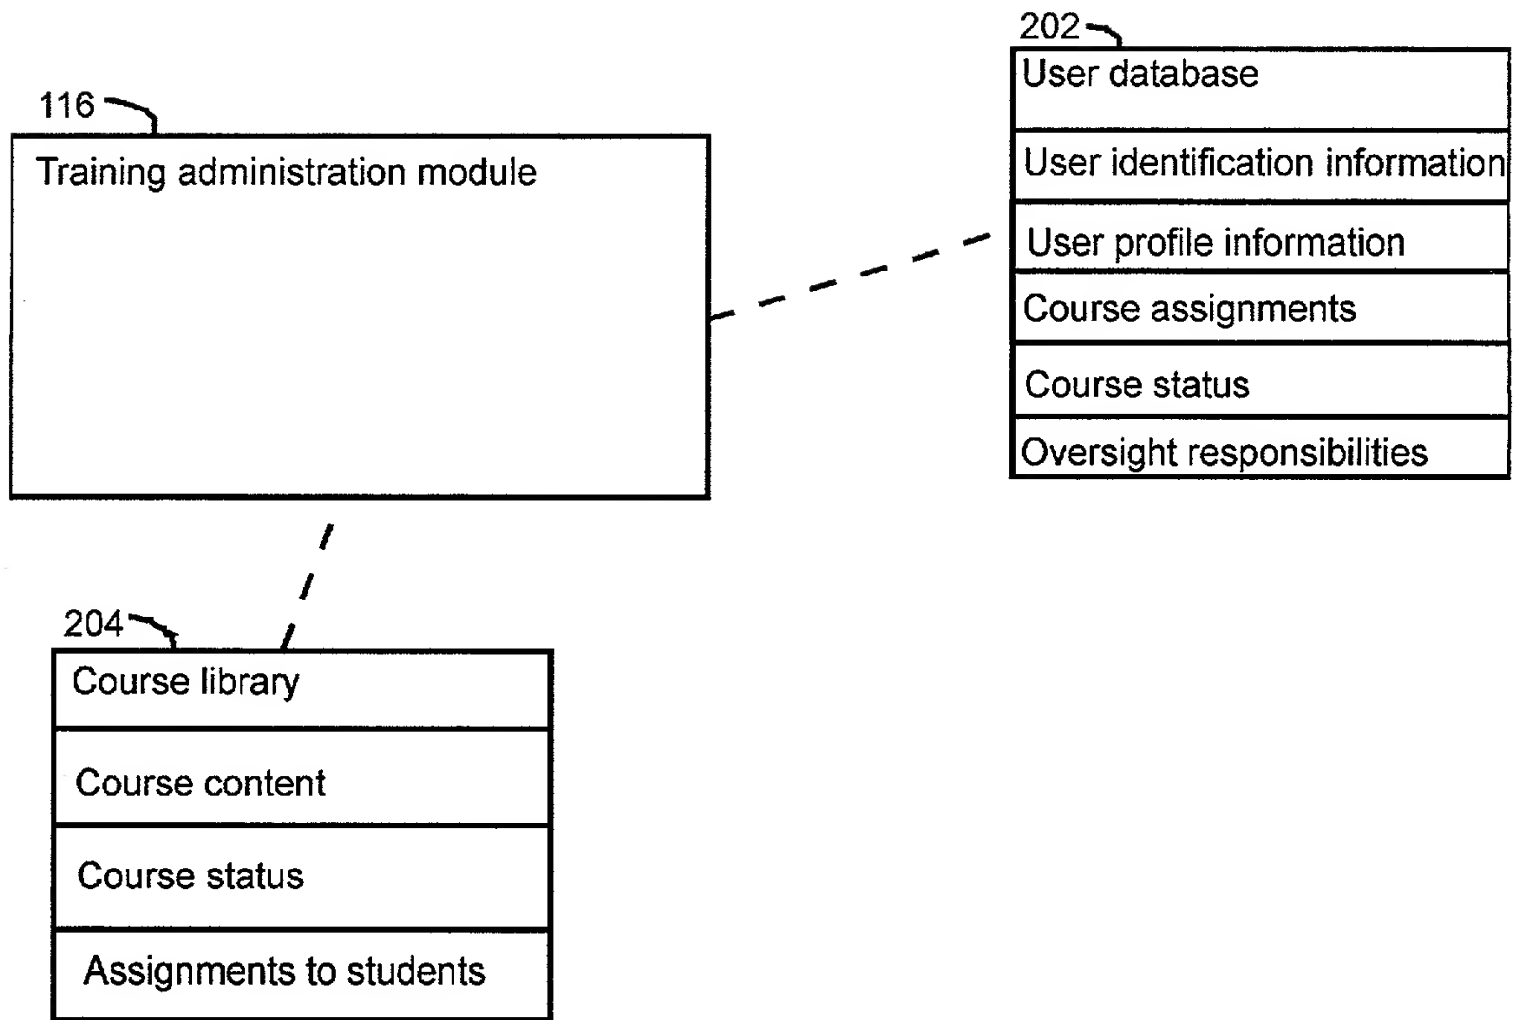 202
User database
116
User identification information
Training administration module
User profile information
Course assignments
Course status
Oversight responsibilities
204
Course library
Course content
Course status
Assignments to students